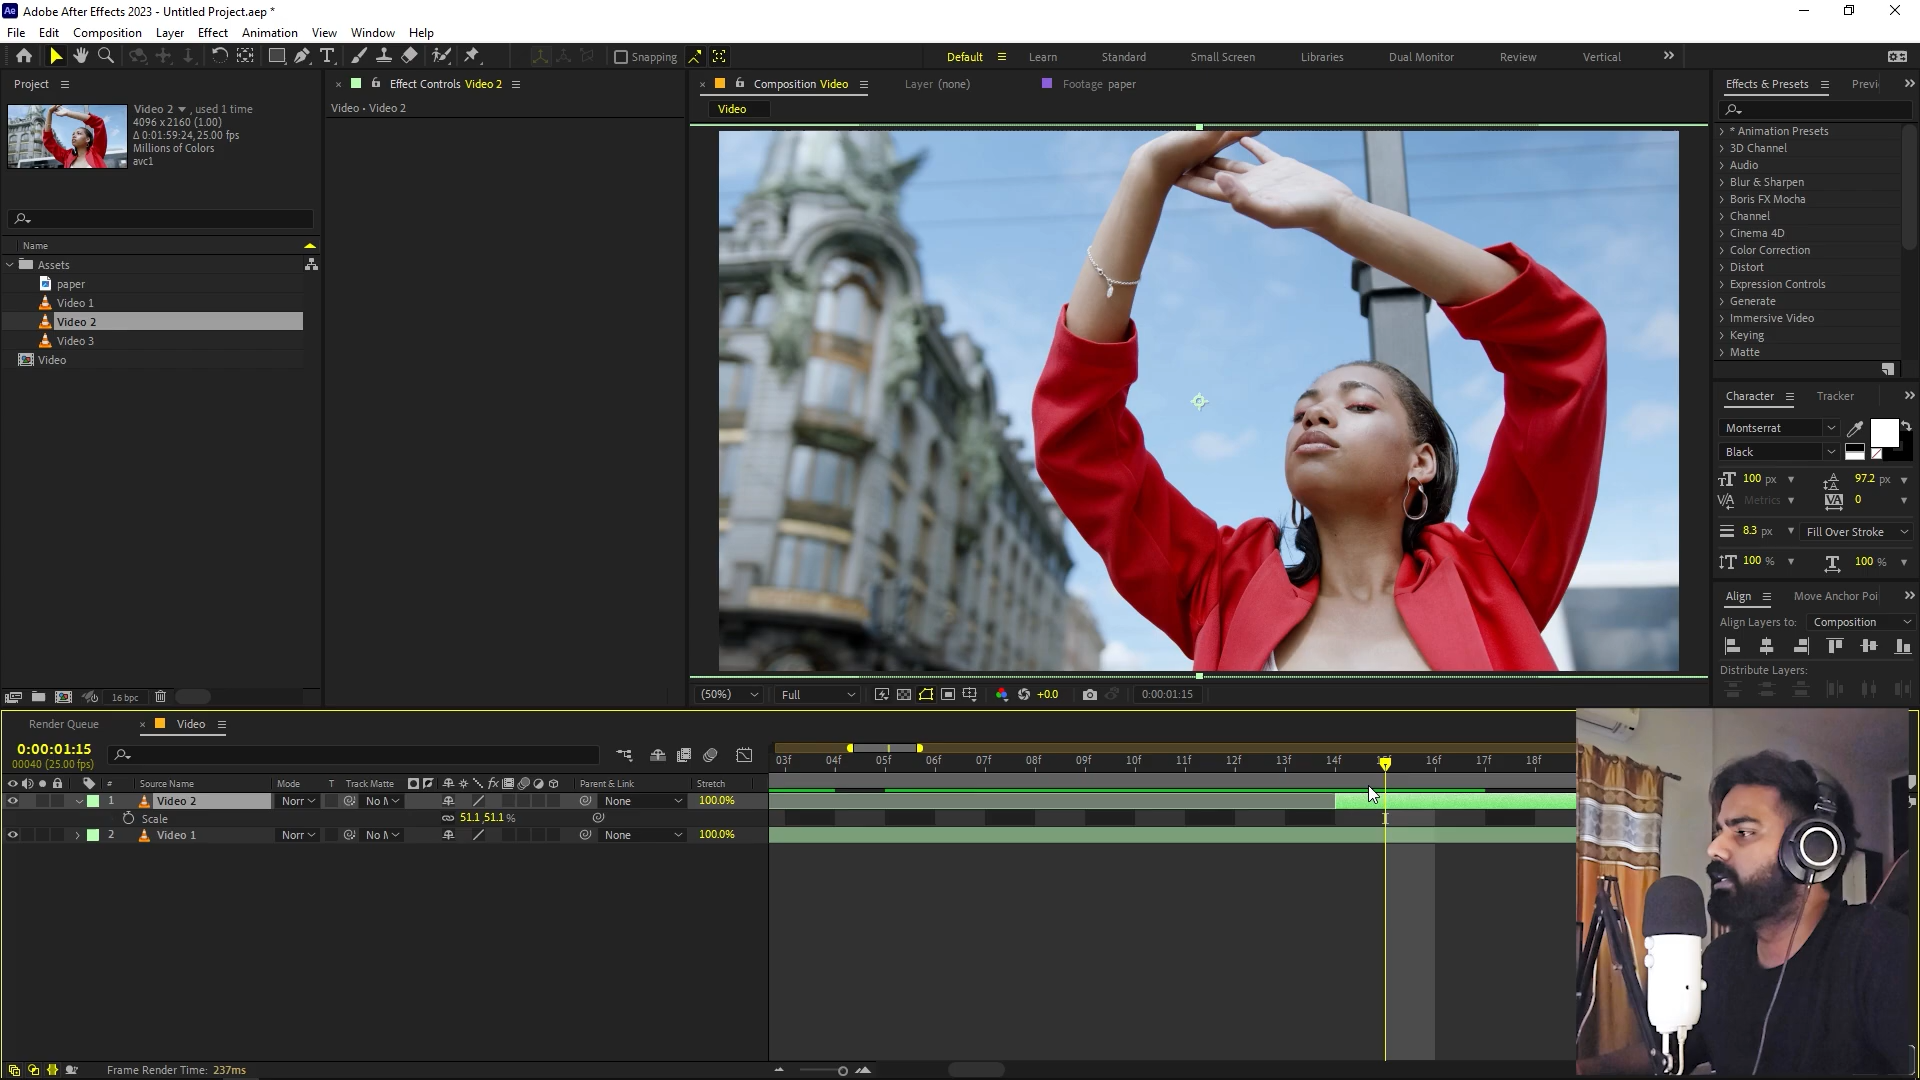 Ae Adobe After Effects 2023 - Untitled Project.aep *
File Edit Composition Layer Effect Animation View Window Help
Snapping
Default Learn Standard Small Screen Libraries Dual Monitor Review Vertical
Project
Video 2 , used 1 time
4096 x 2160 (1.00)
Δ 0:01:59:24, 25.00 fps
Millions of Colors
avc1
Name
Assets
paper
Video 1
Video 2
Video 3
Video
16 bpc
Effect Controls Video 2
Video • Video 2
Composition Video
Layer (none)
Footage paper
Video
(50%) Full +0.0 0:00:01:15
Effects & Presets
Previ
* Animation Presets
3D Channel
Audio
Blur & Sharpen
Boris FX Mocha
Channel
Cinema 4D
Color Correction
Distort
Expression Controls
Generate
Immersive Video
Keying
Matte
Character Tracker
Montserrat
Black
100 px 97.2 px
Metrics 0
8.3 px Fill Over Stroke
100 % 100 %
Align Move Anchor Poi
Align Layers to: Composition
Distribute Layers:
Render Queue Video
0:00:01:15
00040 (25.00 fps)
03f 04f 05f 06f 07f 08f 09f 10f 11f 12f 13f 14f 16f 17f 18f
# Source Name Mode T Track Matte fx Parent & Link Stretch
1 Video 2 Norr No M None 100.0%
Scale 51.1,51.1 %
2 Video 1 Norr No M None 100.0%
Frame Render Time: 237ms